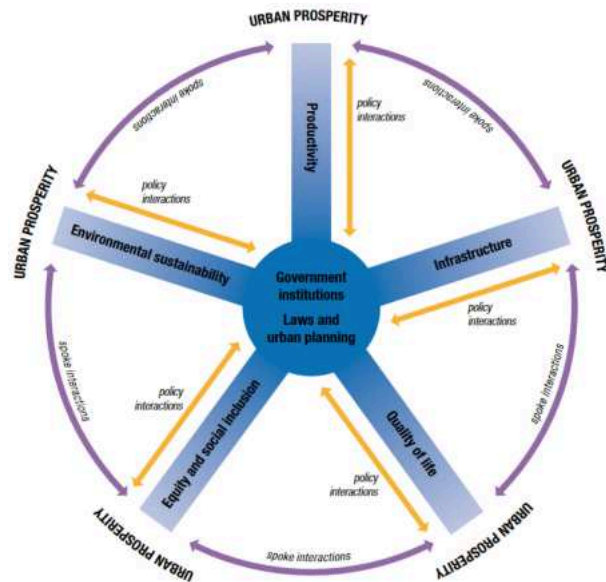 URBAN PROSPERITY
spoke interactions
spoke interactions
Productivity
policy
interactions
policy
interactions
URBAN PROSPERITY
URBAN PROSPERITY
Environmental sustainability
Infrastructure
Government
institutions
Laws and
urban planning
policy
interactions
spoke interactions
spoke interactions
policy
interactions
Equity and social inclusion
Quality of life
policy
interactions
URBAN PROSPERITY
URBAN PROSPERITY
spoke interactions